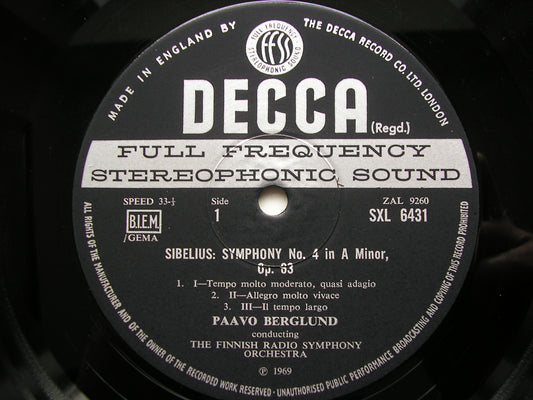 MADE IN ENGLAND BY
THE DECCA RECORD CO. LTD. LONDON
FULL FREQUENCY
FFSS
STEREOPHONIC SOUND
DECCA
(Regd.)
FULL FREQUENCY
STEREOPHONIC SOUND
SPEED 33-⅓ Side ZAL 9260
B.I.E.M. 1 SXL 6431
/GEMA
SIBELIUS: SYMPHONY No. 4 in A Minor,
Op. 63
1. I—Tempo molto moderato, quasi adagio
2. II—Allegro molto vivace
3. III—Il tempo largo
PAAVO BERGLUND
conducting
THE FINNISH RADIO SYMPHONY
ORCHESTRA
℗ 1969
ALL RIGHTS OF THE MANUFACTURER AND OF THE OWNER OF THE RECORDED WORK RESERVED · UNAUTHORISED PUBLIC PERFORMANCE BROADCASTING AND COPYING OF THIS RECORD PROHIBITED